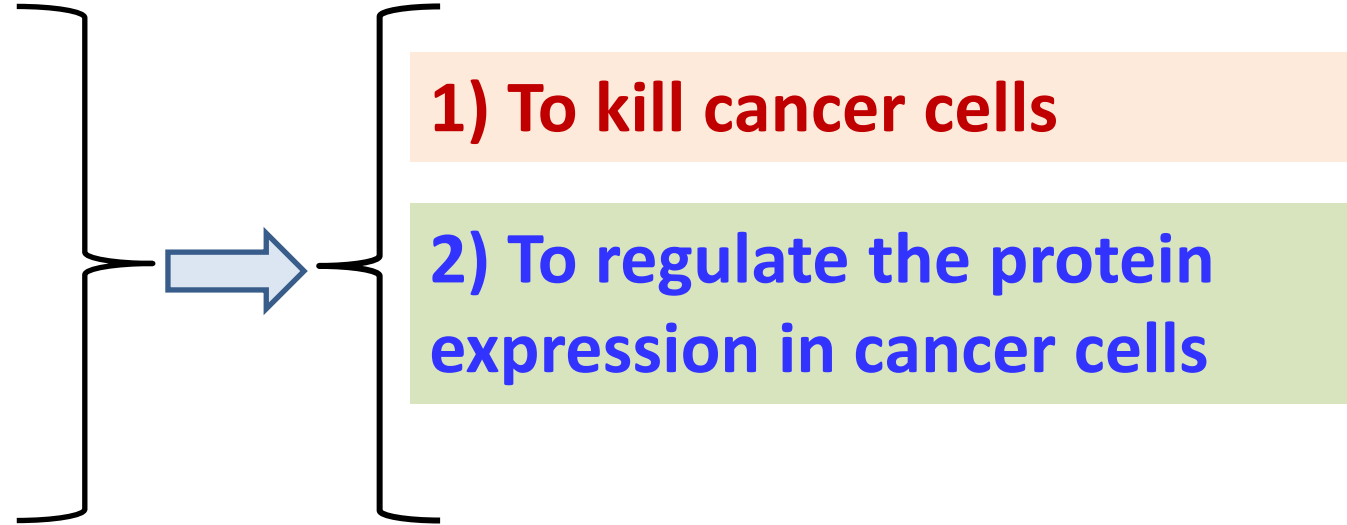 1) To kill cancer cells
2) To regulate the protein
expression in cancer cells